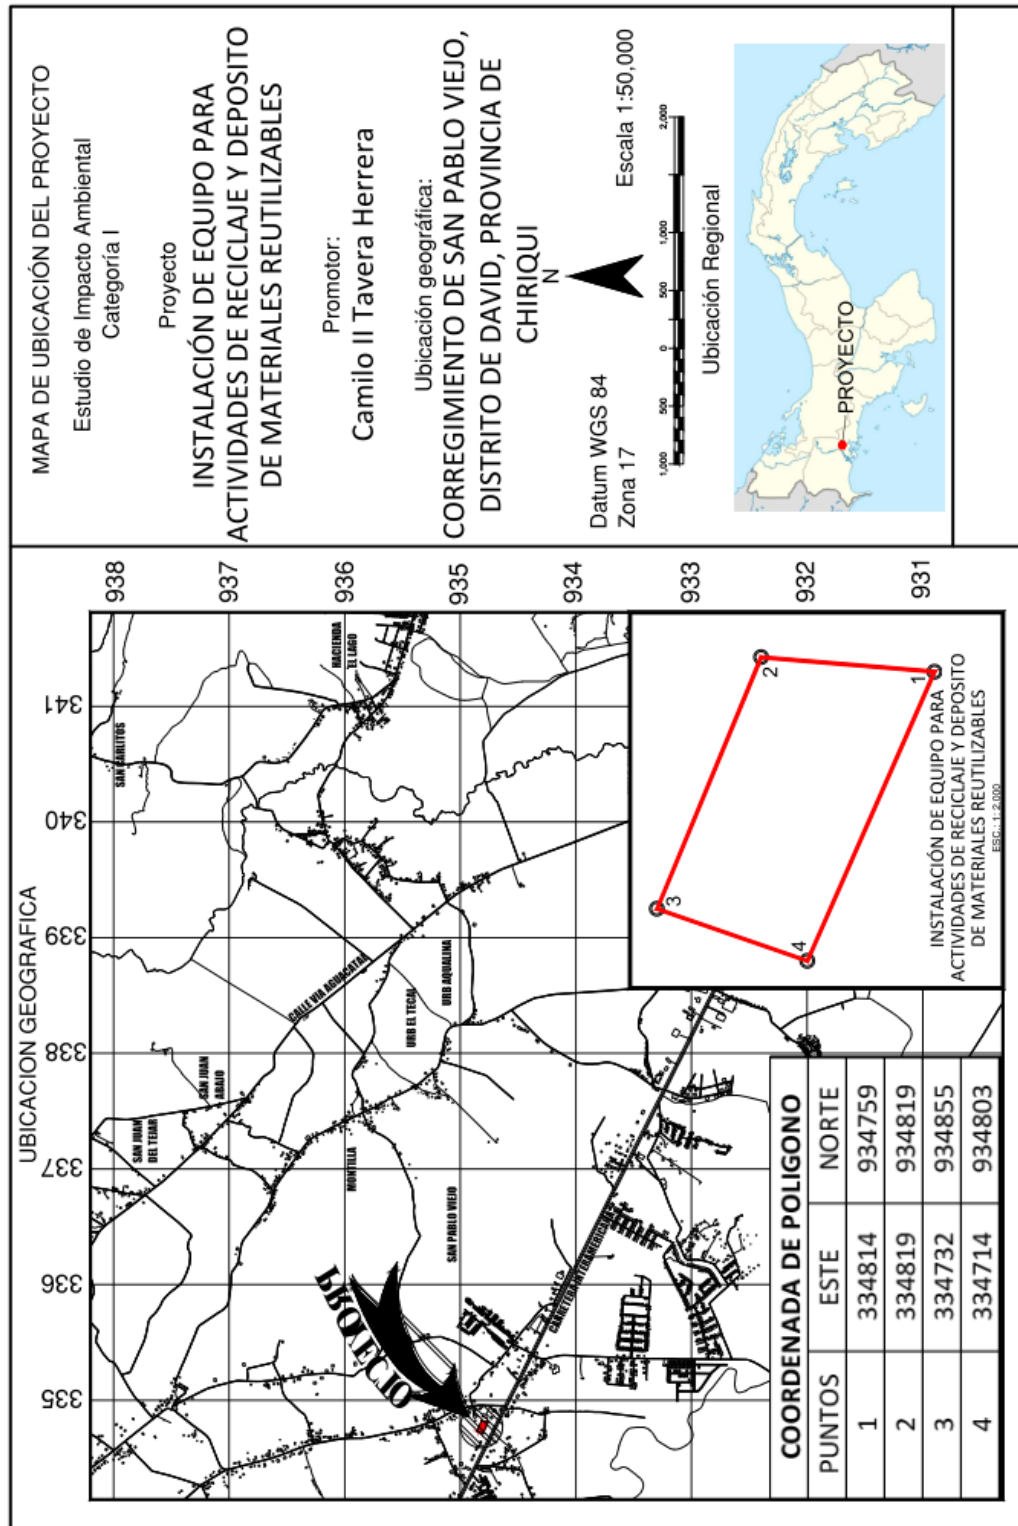 UBICACION GEOGRAFICA
335
336
337
338
339
340
341
938
937
936
935
934
933
932
931
SAN JUAN
DEL TEJAR
SAN JUAN
ABAJO
SAN CARLITOS
CALLE VIA AGUACATAL
HACIENDA
EL LAGO
MONTILLA
URB EL TECAL
URB AQUALINA
SAN PABLO VIEJO
PROYECTO
CARRETERA INTERAMERICANA
COORDENADA DE POLIGONO
PUNTOS ESTE NORTE
1 334814 934759
2 334819 934819
3 334732 934855
4 334714 934803
3
2
4
1
INSTALACIÓN DE EQUIPO PARA
ACTIVIDADES DE RECICLAJE Y DEPOSITO
DE MATERIALES REUTILIZABLES
ESC.: 1: 2,000
MAPA DE UBICACIÓN DEL PROYECTO
Estudio de Impacto Ambiental
Categoría I
Proyecto
INSTALACIÓN DE EQUIPO PARA
ACTIVIDADES DE RECICLAJE Y DEPOSITO
DE MATERIALES REUTILIZABLES
Promotor:
Camilo II Tavera Herrera
Ubicación geográfica:
CORREGIMIENTO DE SAN PABLO VIEJO,
DISTRITO DE DAVID, PROVINCIA DE
CHIRIQUI
N
Datum WGS 84
Zona 17
Escala 1:50,000
1,000 500 0 500 1,000 2,000
Ubicación Regional
PROYECTO